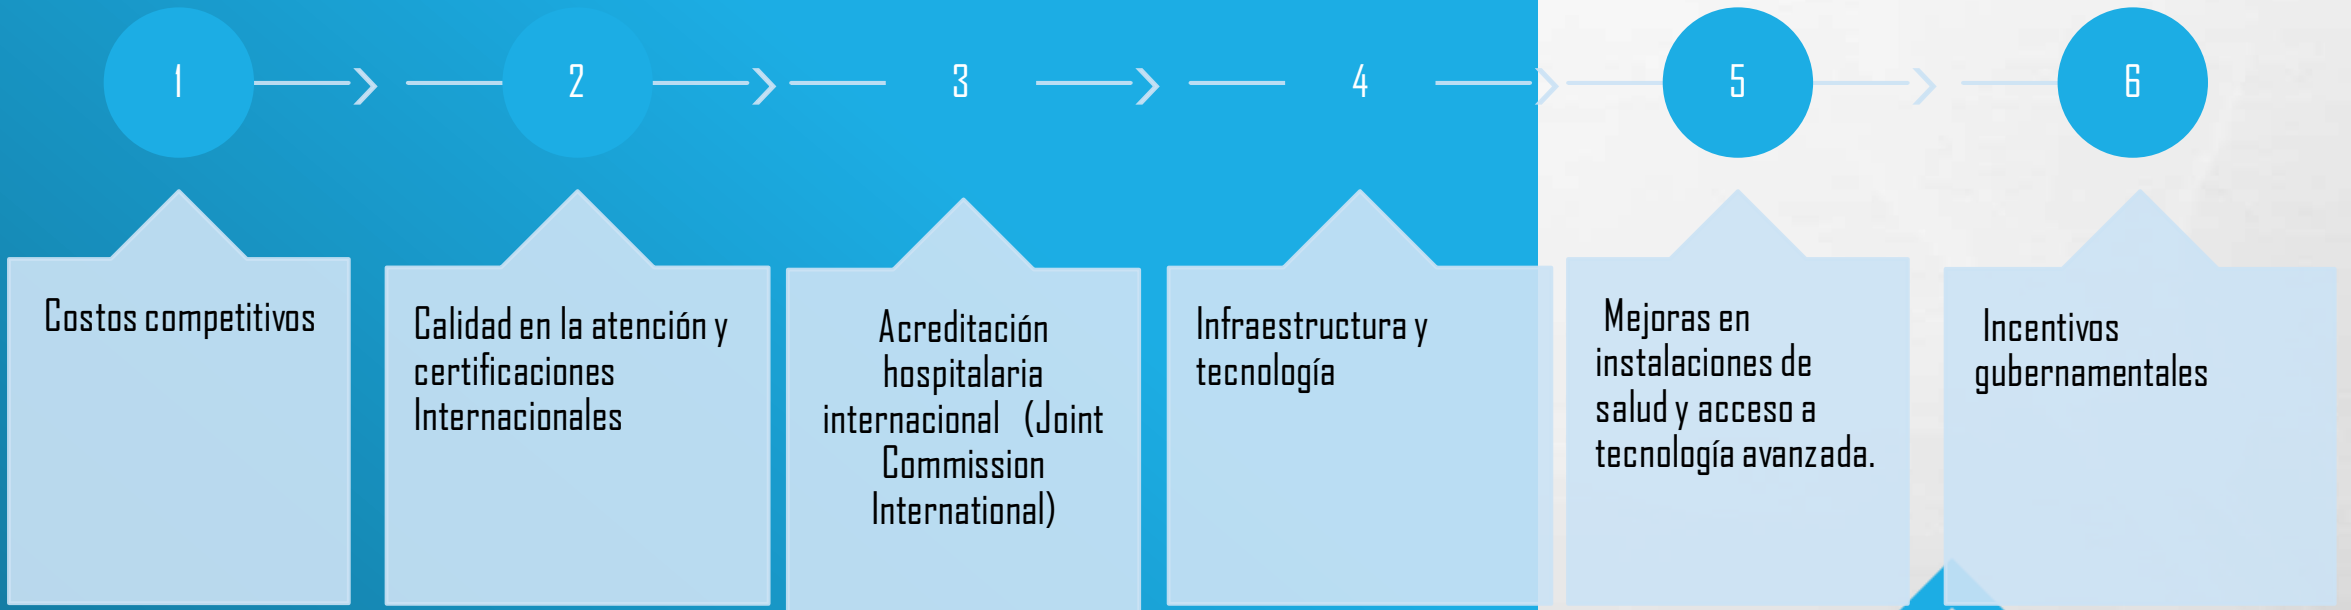 1
2
3
4
5
6
Costos competitivos
Calidad en la atención y
certificaciones
Internacionales
Acreditación
hospitalaria
internacional (Joint
Commission
International)
Infraestructura y
tecnología
Mejoras en
instalaciones de
salud y acceso a
tecnología avanzada.
Incentivos
gubernamentales